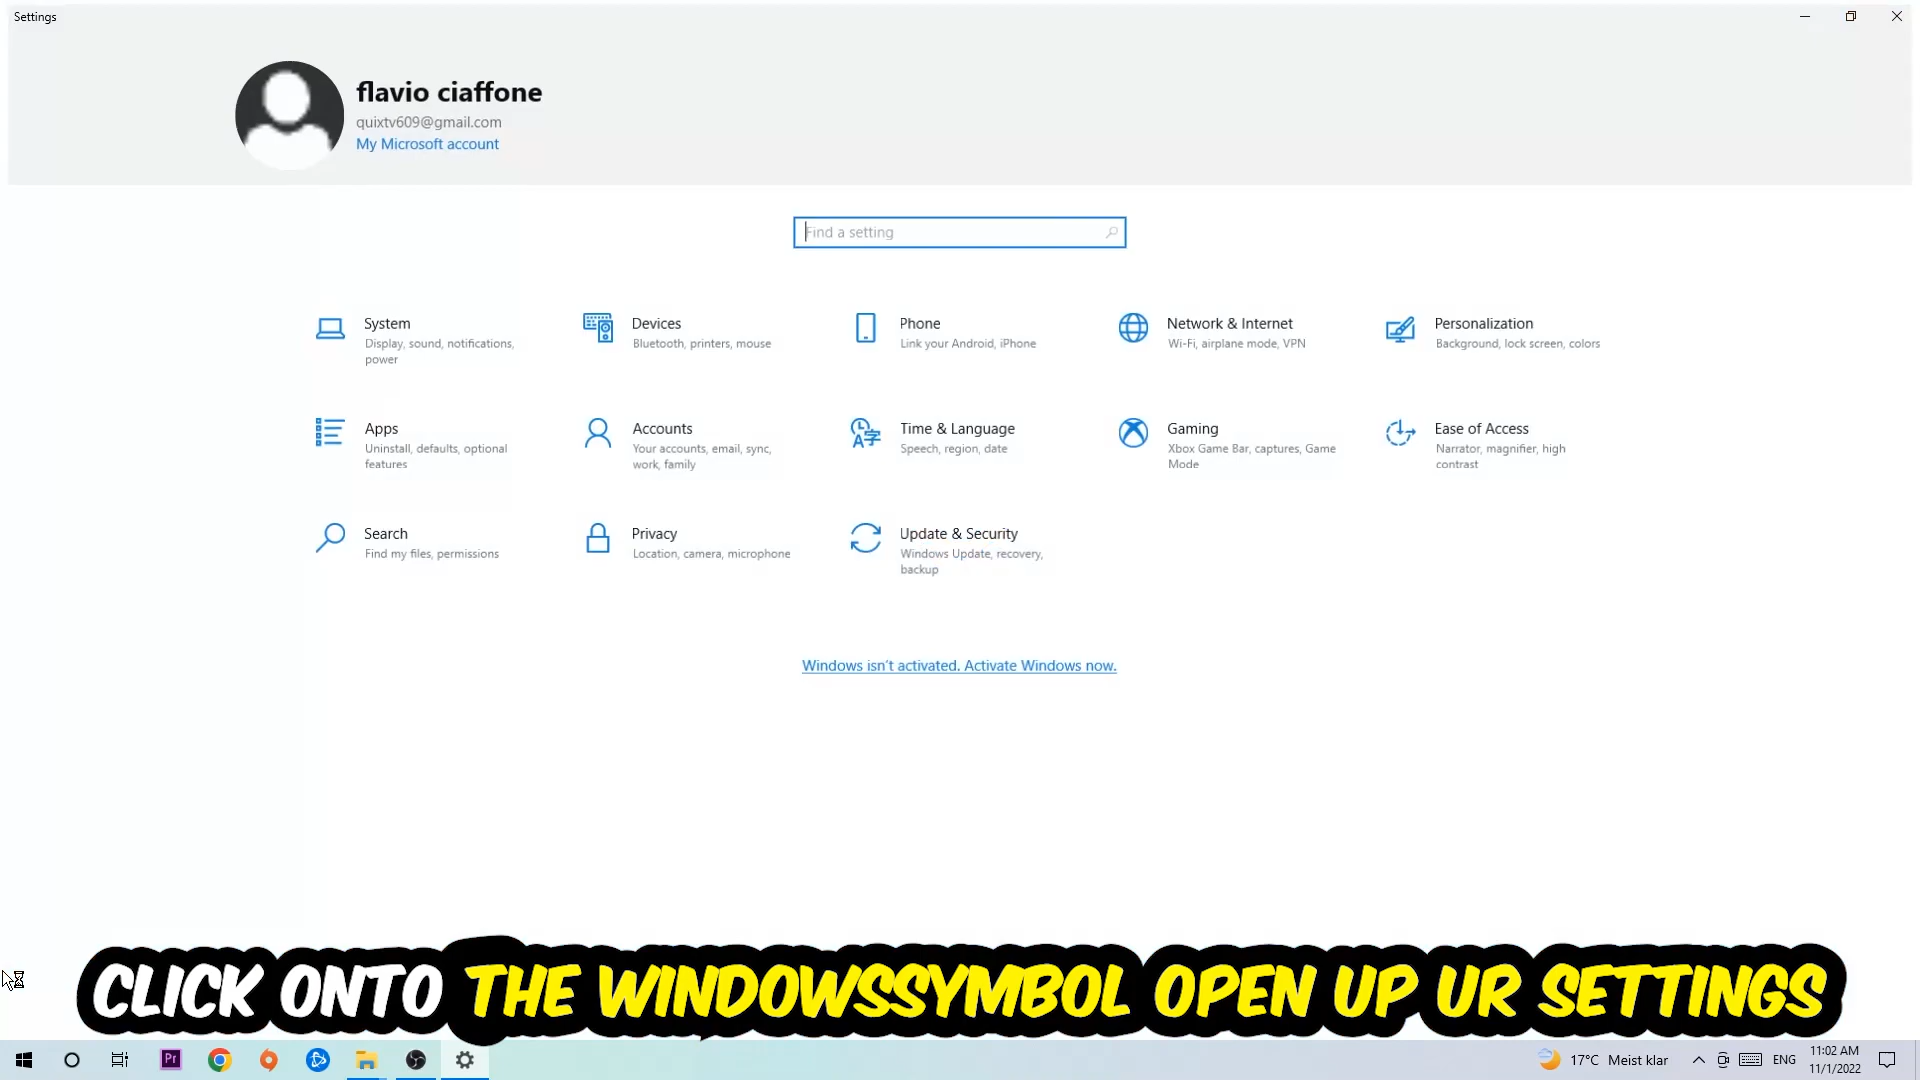 Settings
flavio ciaffone
quixtv609@gmail.com
My Microsoft account
Find a setting
System
Display, sound, notifications,
power
Devices
Bluetooth, printers, mouse
Phone
Link your Android, iPhone
Network & Internet
Wi-Fi, airplane mode, VPN
Personalization
Background, lock screen, colors
Apps
Uninstall, defaults, optional
features
Accounts
Your accounts, email, sync,
work, family
Time & Language
Speech, region, date
Gaming
Xbox Game Bar, captures, Game
Mode
Ease of Access
Narrator, magnifier, high
contrast
Search
Find my files, permissions
Privacy
Location, camera, microphone
Update & Security
Windows Update, recovery,
backup
Windows isn't activated. Activate Windows now.
CLICK ONTO THE WINDOWSSYMBOL OPEN UP UR SETTINGS
Pr
17°C Meist klar
ENG
11:02 AM
11/1/2022